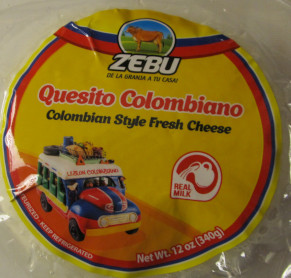 ZEBU
DE LA GRANJA A TU CASA!
Quesito Colombiano
Colombian Style Fresh Cheese
REAL
MILK
KEEP REFRIGERATED
Net Wt. 12 oz (340g)